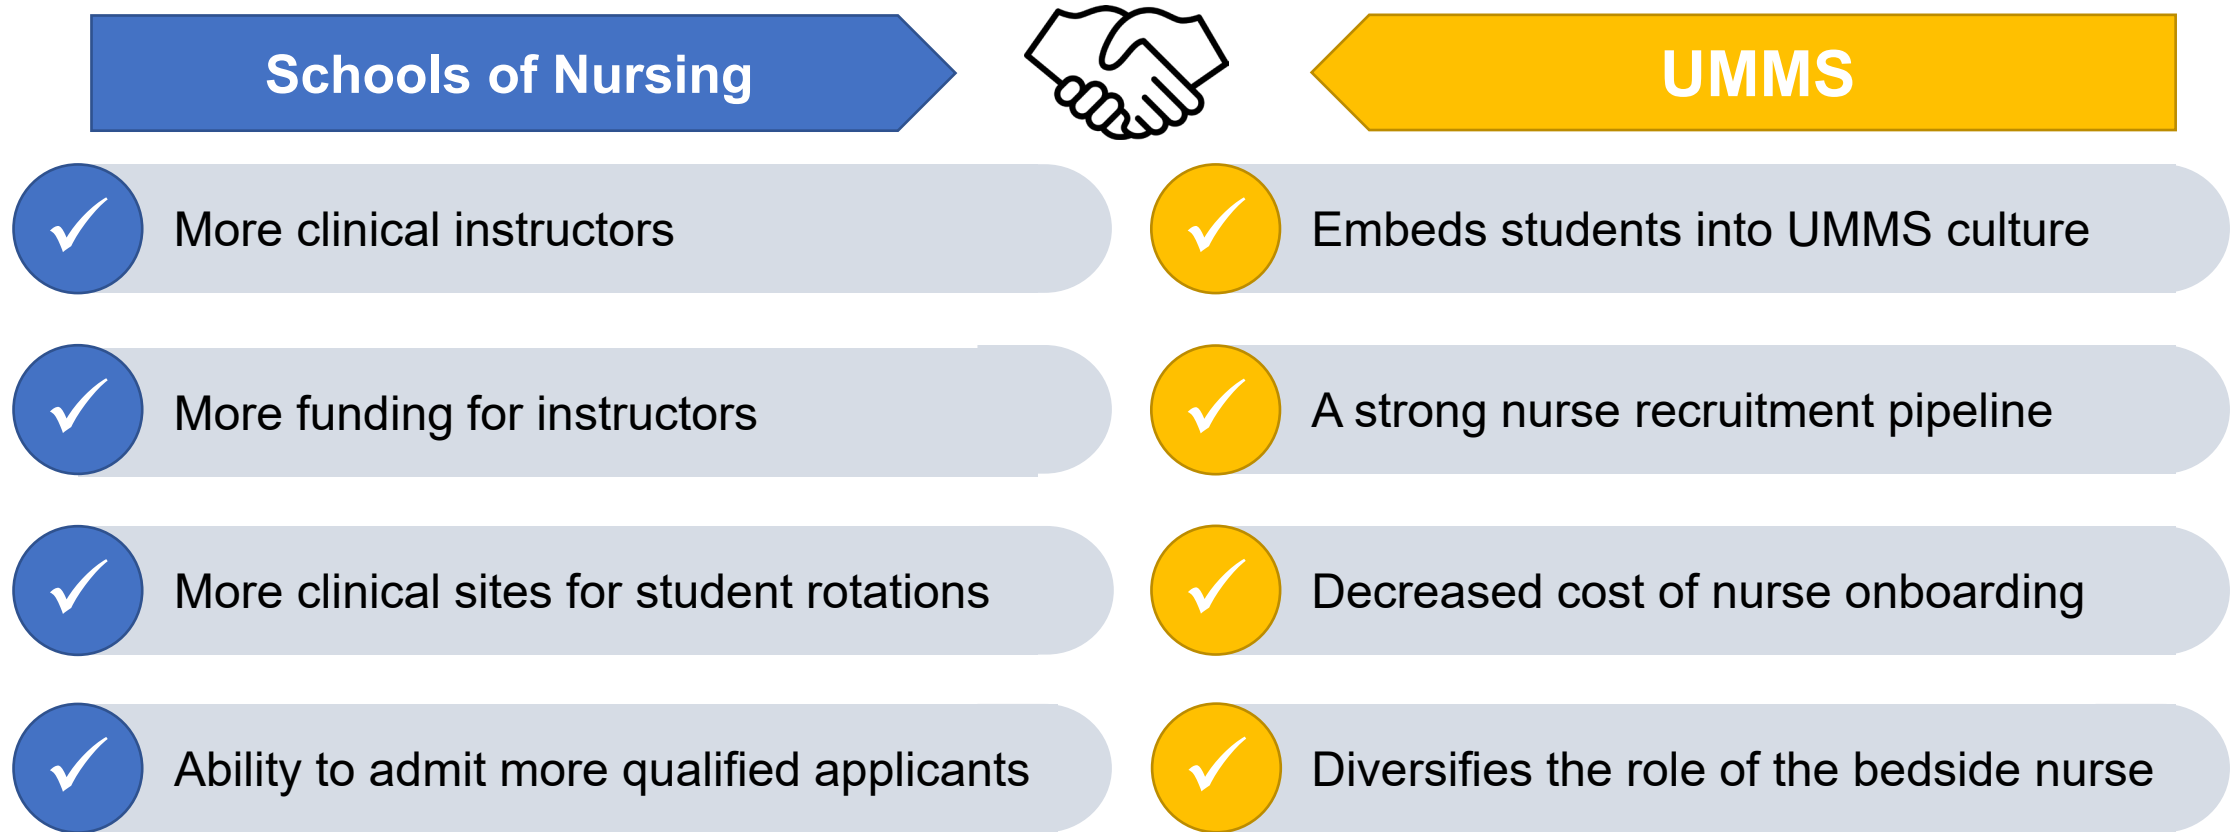 Schools of Nursing
More clinical instructors
More funding for instructors
More clinical sites for student rotations
Ability to admit more qualified applicants
UMMS
Embeds students into UMMS culture
A strong nurse recruitment pipeline
Decreased cost of nurse onboarding
Diversifies the role of the bedside nurse